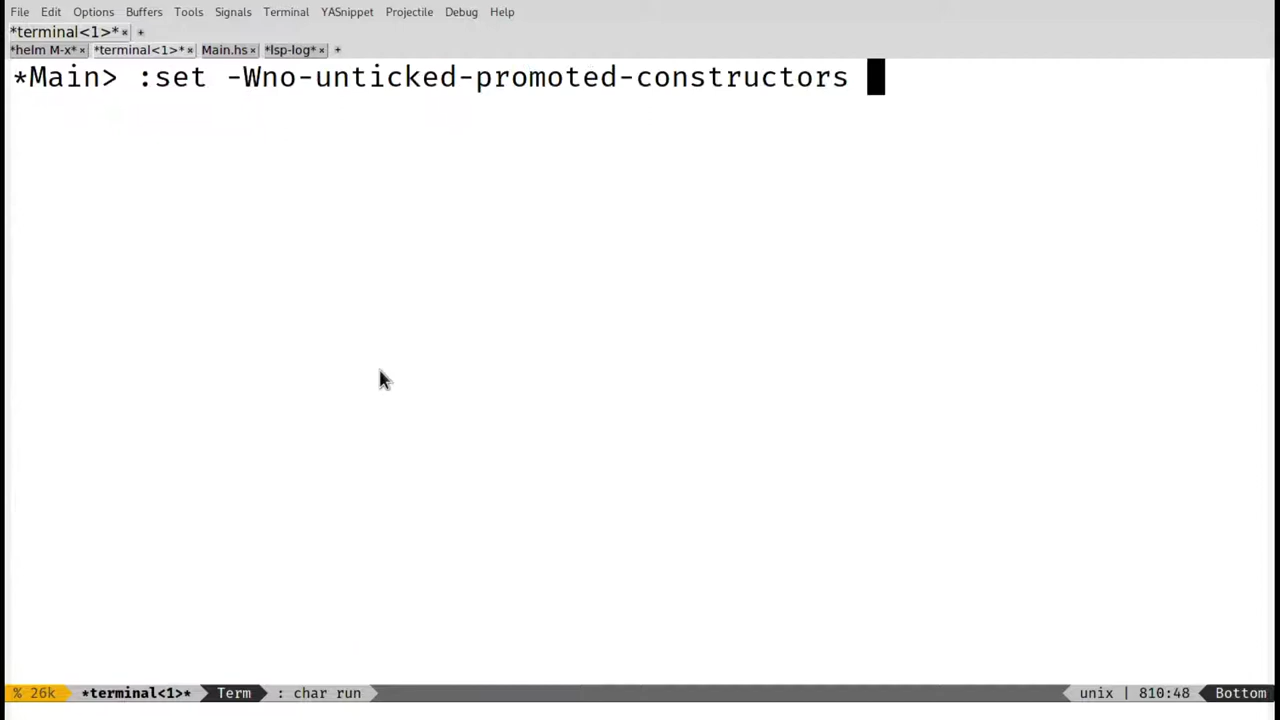 File Edit Options Buffers Tools Signals Terminal YASnippet Projectile Debug Help
*terminal<1>* × +
*helm M-x* × *terminal<1>* × Main.hs × *lsp-log* × +
*Main> :set -Wno-unticked-promoted-constructors
% 26k *terminal<1>* Term : char run unix | 810:48 Bottom